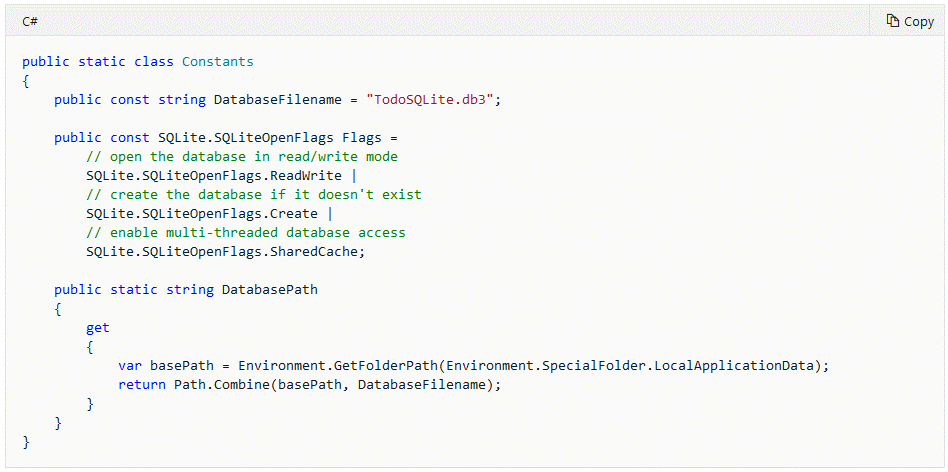 C#
Copy
public static class Constants
{
    public const string DatabaseFilename = "TodoSQLite.db3";

    public const SQLite.SQLiteOpenFlags Flags =
        // open the database in read/write mode
        SQLite.SQLiteOpenFlags.ReadWrite |
        // create the database if it doesn't exist
        SQLite.SQLiteOpenFlags.Create |
        // enable multi-threaded database access
        SQLite.SQLiteOpenFlags.SharedCache;

    public static string DatabasePath
    {
        get
        {
            var basePath = Environment.GetFolderPath(Environment.SpecialFolder.LocalApplicationData);
            return Path.Combine(basePath, DatabaseFilename);
        }
    }
}